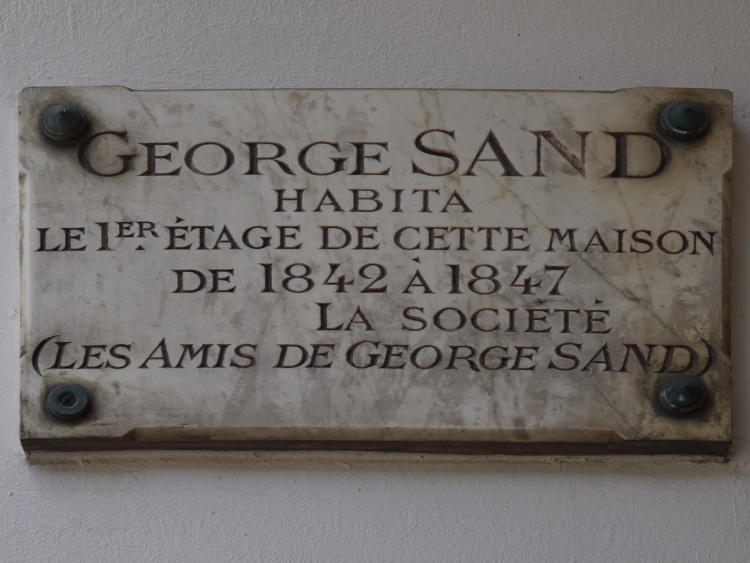 GEORGE SAND
HABITA
LE 1ER ÉTAGE DE CETTE MAISON
DE 1842 À 1847
LA SOCIÉTÉ
(LES AMIS DE GEORGE SAND)